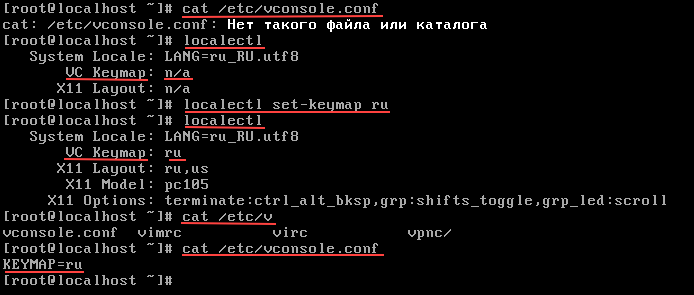 [root@localhost ~]# cat /etc/vconsole.conf
cat: /etc/vconsole.conf: Нет такого файла или каталога
[root@localhost ~]# localectl
System Locale: LANG=ru_RU.utf8
VC Keymap: n/a
X11 Layout: n/a
[root@localhost ~]# localectl set-keymap ru
[root@localhost ~]# localectl
System Locale: LANG=ru_RU.utf8
VC Keymap: ru
X11 Layout: ru,us
X11 Model: pc105
X11 Options: terminate:ctrl_alt_bksp,grp:shifts_toggle,grp_led:scroll
[root@localhost ~]# cat /etc/v
vconsole.conf vimrc virc vpnc/
[root@localhost ~]# cat /etc/vconsole.conf
KEYMAP=ru
[root@localhost ~]#